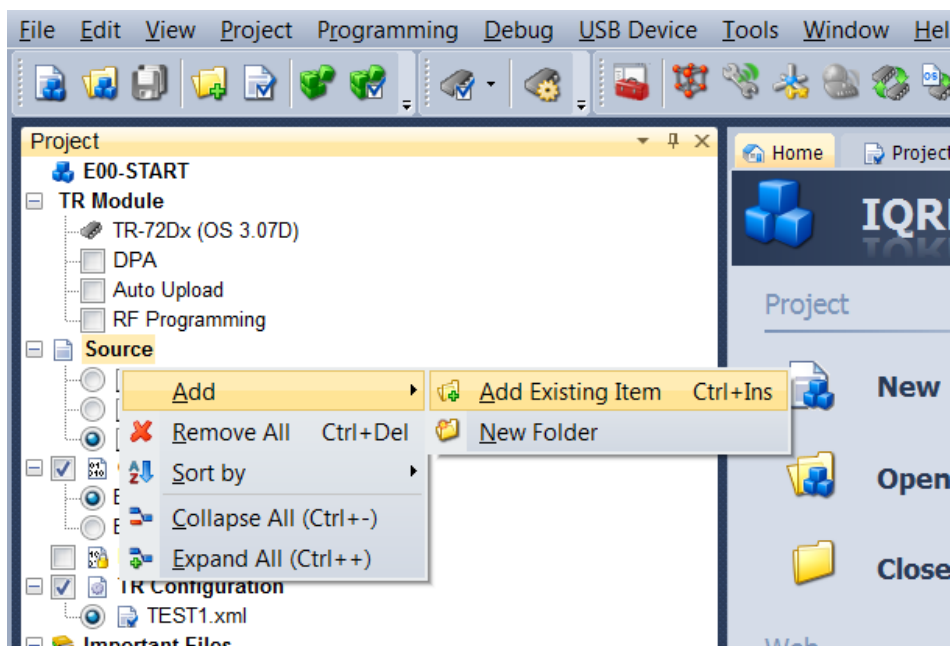 File Edit View Project Programming Debug USB Device Tools Window Hel
Project
Home Project
E00-START
TR Module
TR-72Dx (OS 3.07D)
DPA
Auto Upload
RF Programming
IQR
Project
Source
Add
Add Existing Item Ctrl+Ins
New
Remove All Ctrl+Del
New Folder
Sort by
Open
Collapse All (Ctrl+-)
Expand All (Ctrl++)
Close
TR Configuration
TEST1.xml
Important Files
Web